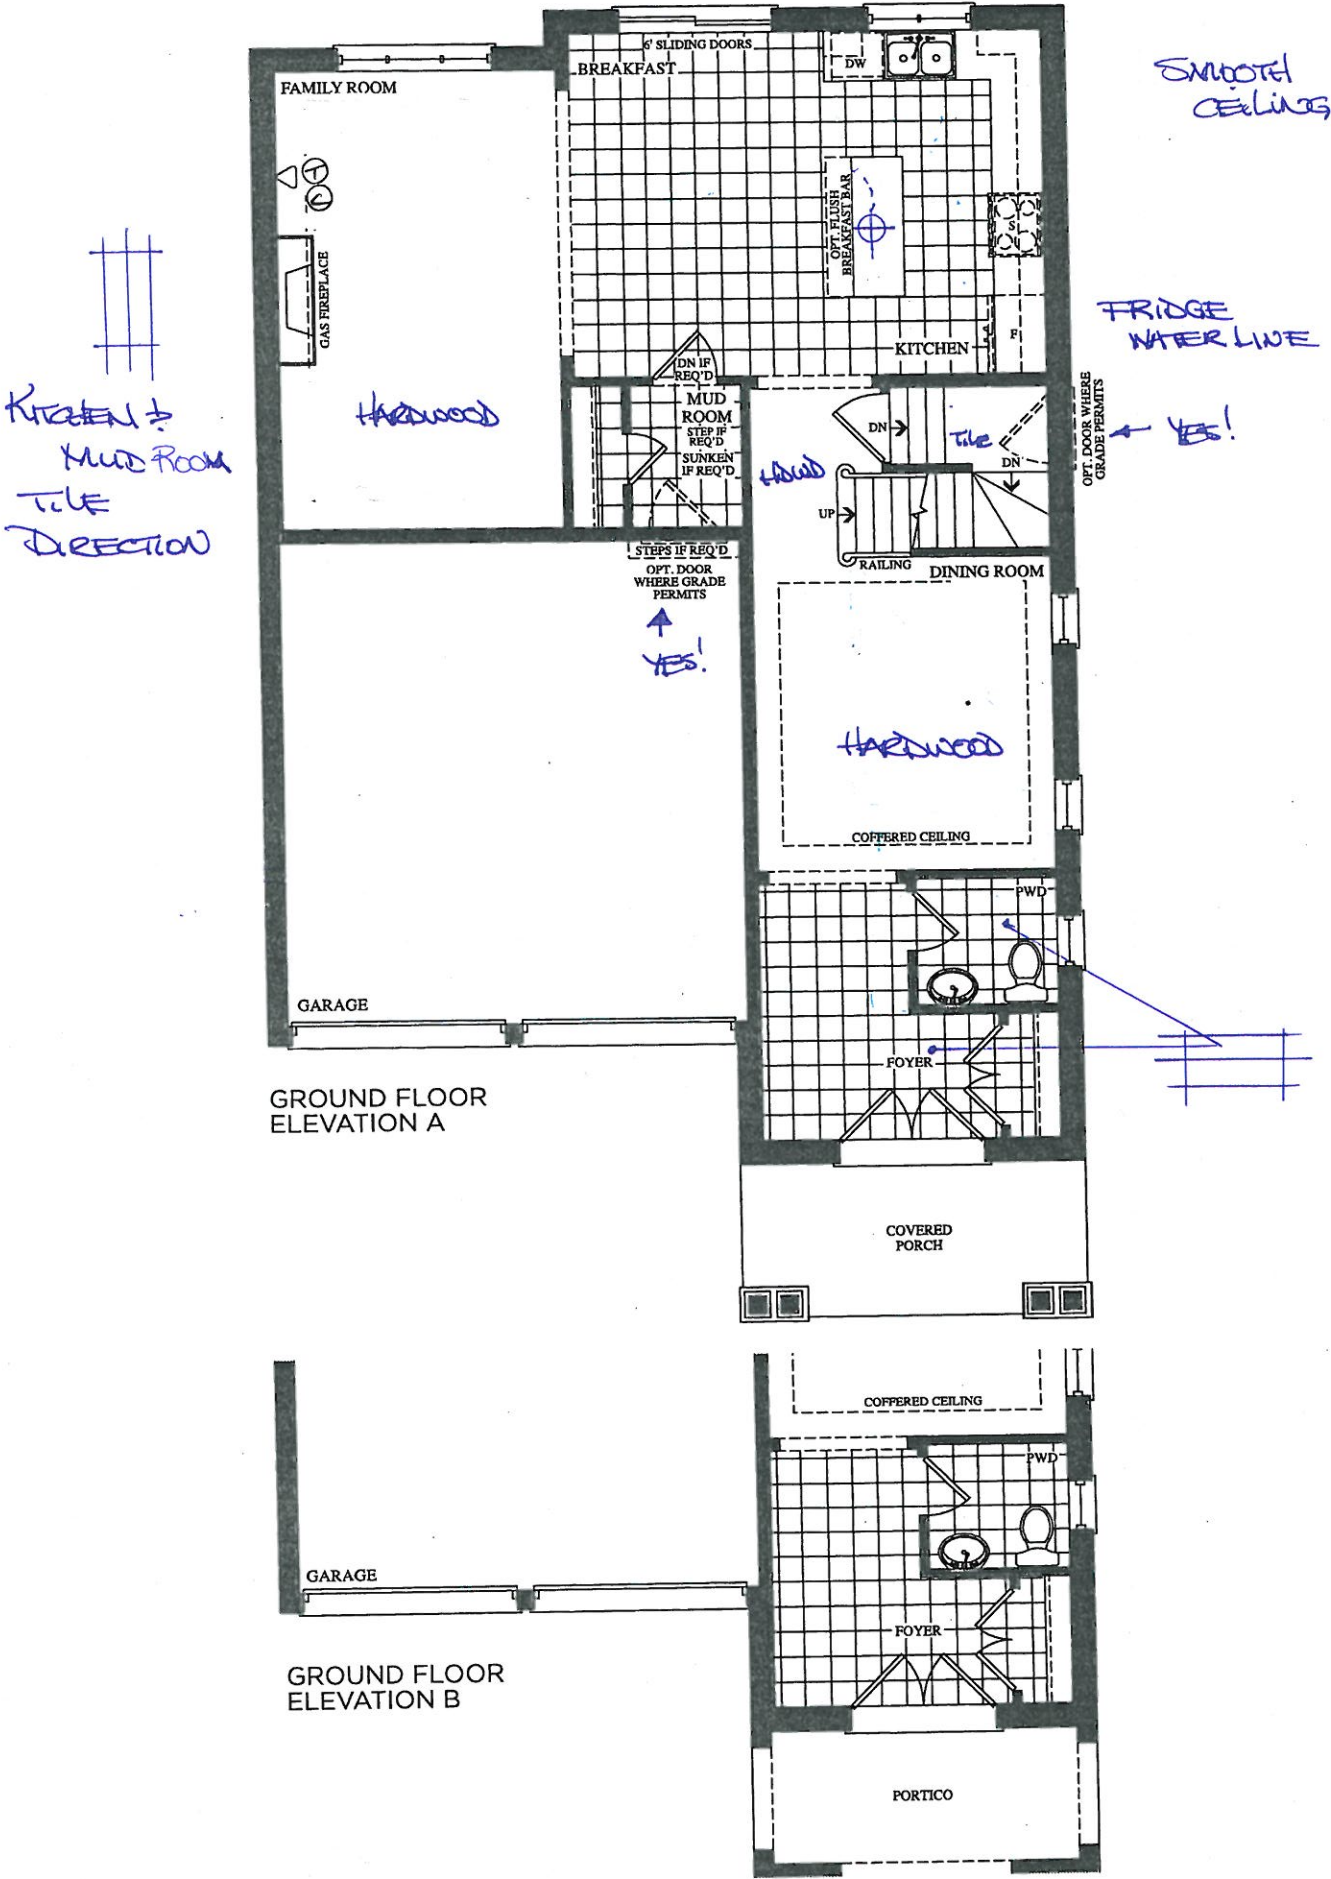 6' SLIDING DOORS
BREAKFAST
DW
SMOOTH
CEILING
FAMILY ROOM
T
C
OPT. FLUSH
BREAKFAST BAR
S
GAS FIREPLACE
FRIDGE
WATER LINE
F
KITCHEN
DN IF
REQ'D
MUD
ROOM
STEP IF
REQ'D
SUNKEN
IF REQ'D
KITCHEN &
MUD ROOM
TILE
DIRECTION
HARDWOOD
HDWD
DN
TILE
DN
OPT. DOOR WHERE
GRADE PERMITS
YES!
UP
RAILING
STEPS IF REQ'D
OPT. DOOR
WHERE GRADE
PERMITS
YES!
DINING ROOM
HARDWOOD
COFFERED CEILING
PWD
GARAGE
FOYER
GROUND FLOOR
ELEVATION A
COVERED
PORCH
COFFERED CEILING
PWD
GARAGE
FOYER
GROUND FLOOR
ELEVATION B
PORTICO